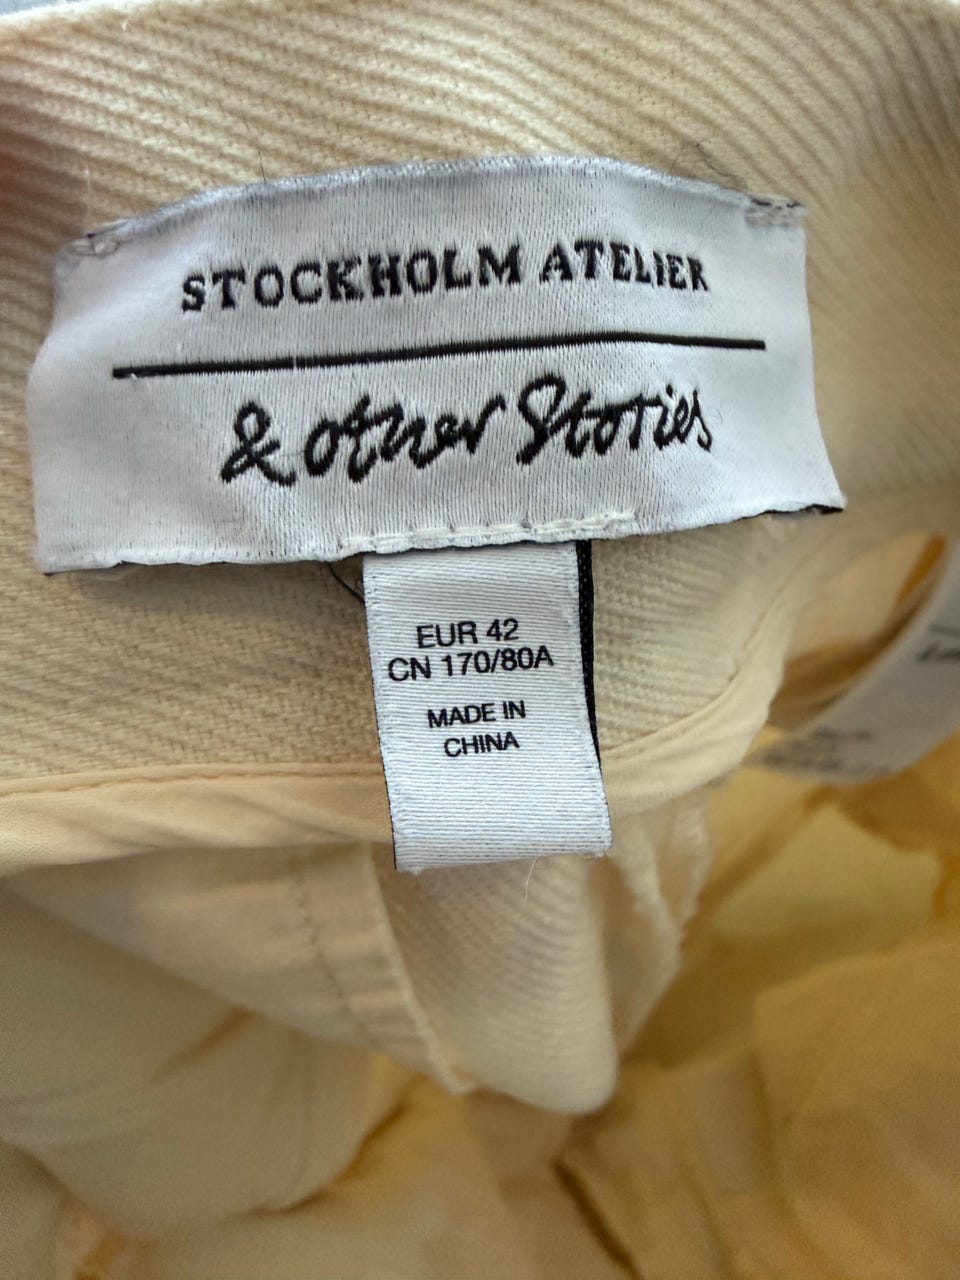 STOCKHOLM ATELIER
& other Stories
EUR 42
CN 170/80A
MADE IN
CHINA